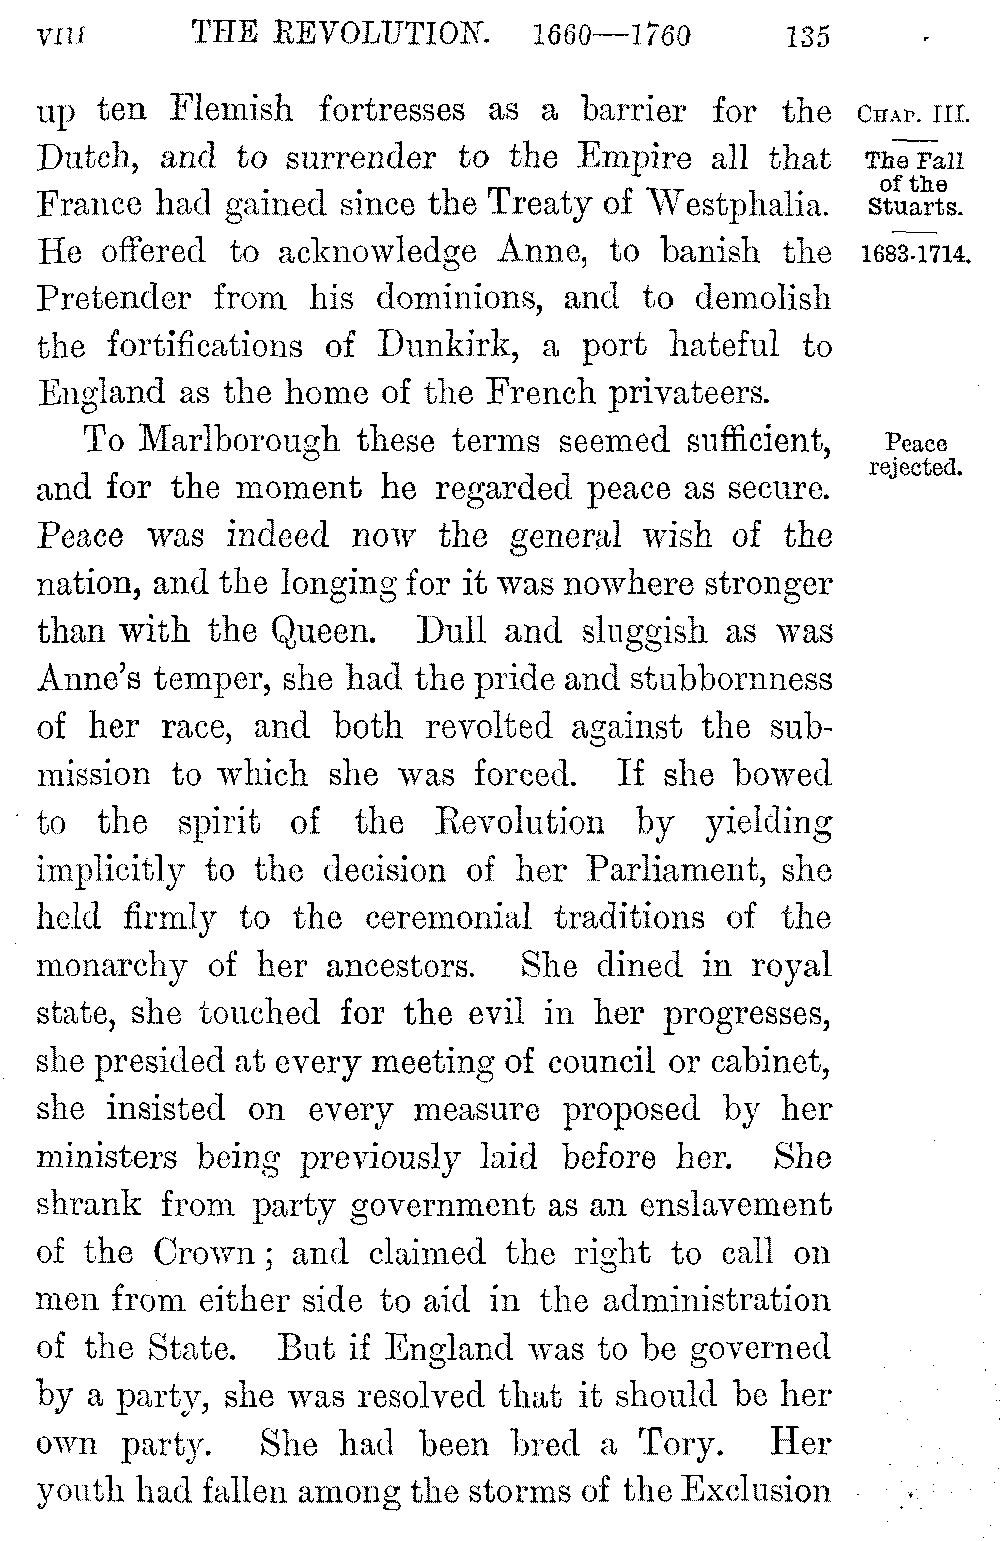 VIII THE REVOLUTION. 1660—1760 135
up ten Flemish fortresses as a barrier for the
Dutch, and to surrender to the Empire all that
France had gained since the Treaty of Westphalia.
He offered to acknowledge Anne, to banish the
Pretender from his dominions, and to demolish
the fortifications of Dunkirk, a port hateful to
England as the home of the French privateers.
To Marlborough these terms seemed sufficient,
and for the moment he regarded peace as secure.
Peace was indeed now the general wish of the
nation, and the longing for it was nowhere stronger
than with the Queen. Dull and sluggish as was
Anne's temper, she had the pride and stubbornness
of her race, and both revolted against the sub-
mission to which she was forced. If she bowed
to the spirit of the Revolution by yielding
implicitly to the decision of her Parliament, she
held firmly to the ceremonial traditions of the
monarchy of her ancestors. She dined in royal
state, she touched for the evil in her progresses,
she presided at every meeting of council or cabinet,
she insisted on every measure proposed by her
ministers being previously laid before her. She
shrank from party government as an enslavement
of the Crown; and claimed the right to call on
men from either side to aid in the administration
of the State. But if England was to be governed
by a party, she was resolved that it should be her
own party. She had been bred a Tory. Her
youth had fallen among the storms of the Exclusion
CHAP. III.
The Fall
of the
Stuarts.
1683-1714.
Peace
rejected.